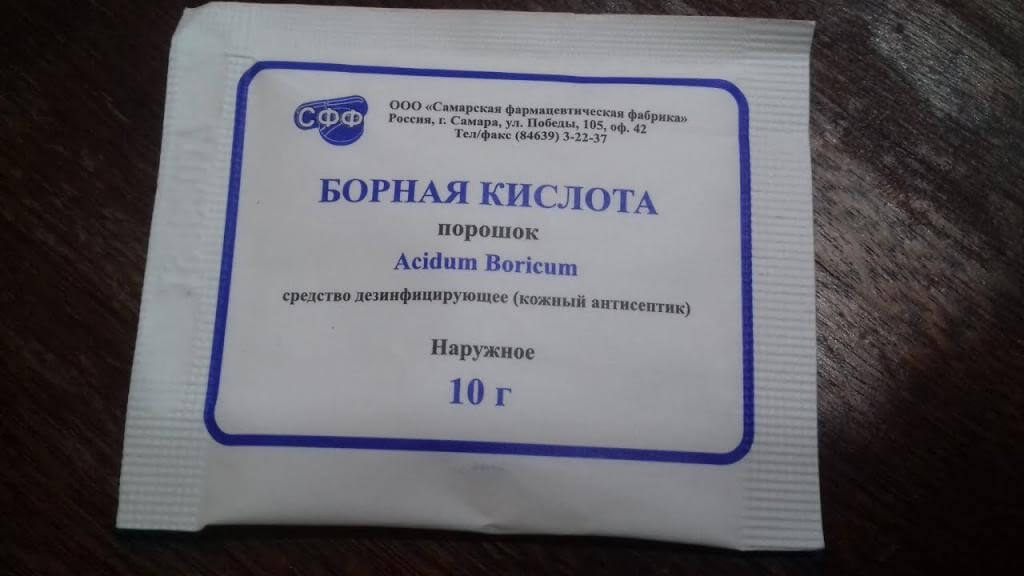 СФФ
ООО «Самарская фармацевтическая фабрика»
Россия, г. Самара, ул. Победы, 105, оф. 42
Тел/факс (84639) 3-22-37
БОРНАЯ КИСЛОТА
порошок
Acidum Boricum
средство дезинфицирующее (кожный антисептик)
Наружное
10 г